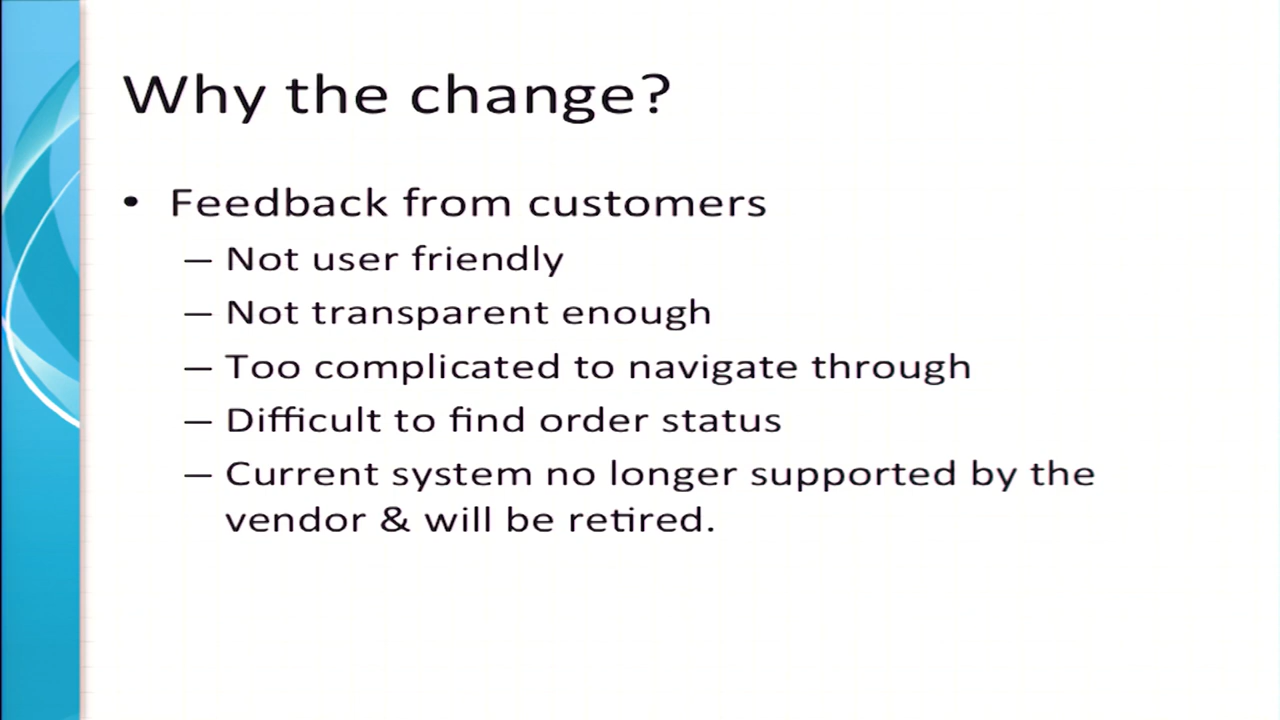 Why the change?
• Feedback from customers
– Not user friendly
– Not transparent enough
– Too complicated to navigate through
– Difficult to find order status
– Current system no longer supported by the
vendor & will be retired.